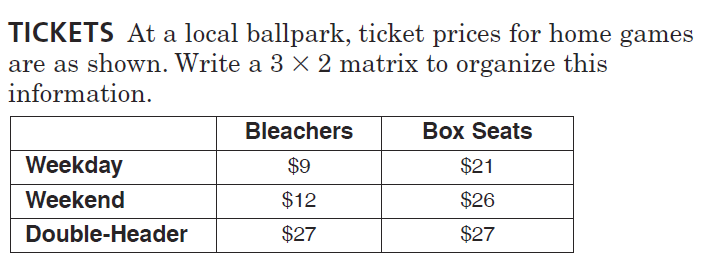 TICKETS At a local ballpark, ticket prices for home games
are as shown. Write a 3 × 2 matrix to organize this
information.
Bleachers Box Seats
Weekday $9 $21
Weekend $12 $26
Double-Header $27 $27